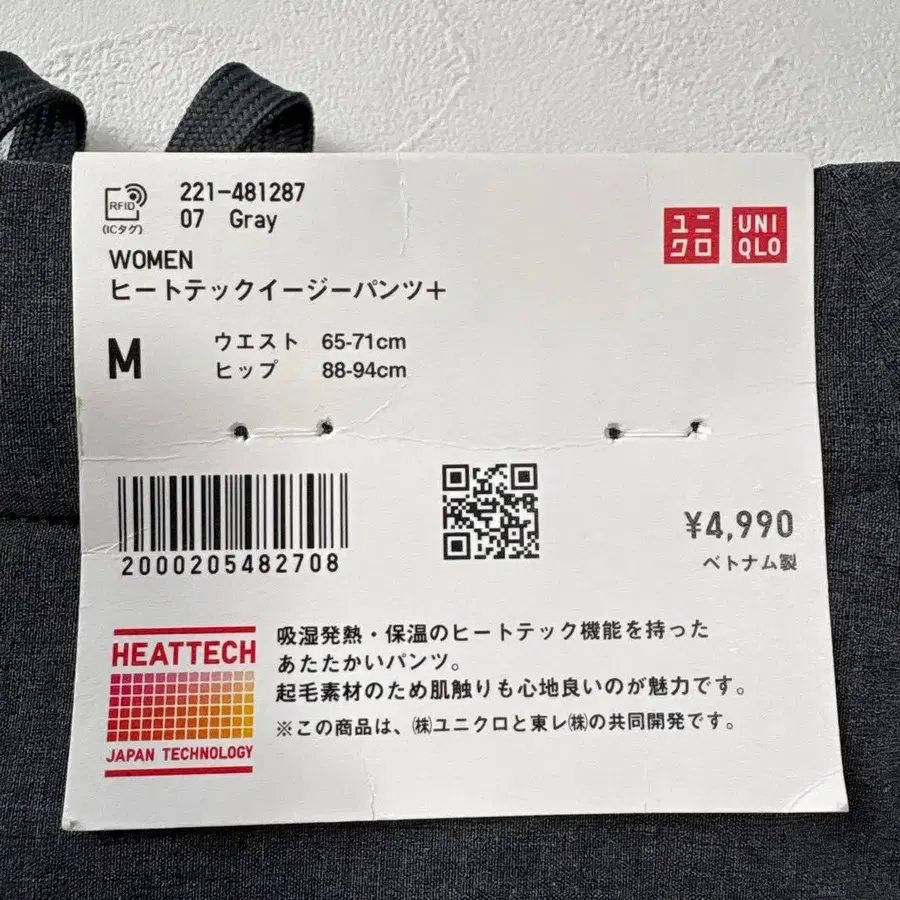 RFID
(ICタグ)
221-481287
07 Gray
ユニ
クロ
UNI
QLO
WOMEN
ヒートテックイージーパンツ+
M
ウエスト 65-71cm
ヒップ 88-94cm
2000205482708
¥4,990
ベトナム製
HEATTECH
JAPAN TECHNOLOGY
吸湿発熱・保温のヒートテック機能を持った
あたたかいパンツ。
起毛素材のため肌触りも心地良いのが魅力です。
※この商品は、㈱ユニクロと東レ㈱の共同開発です。